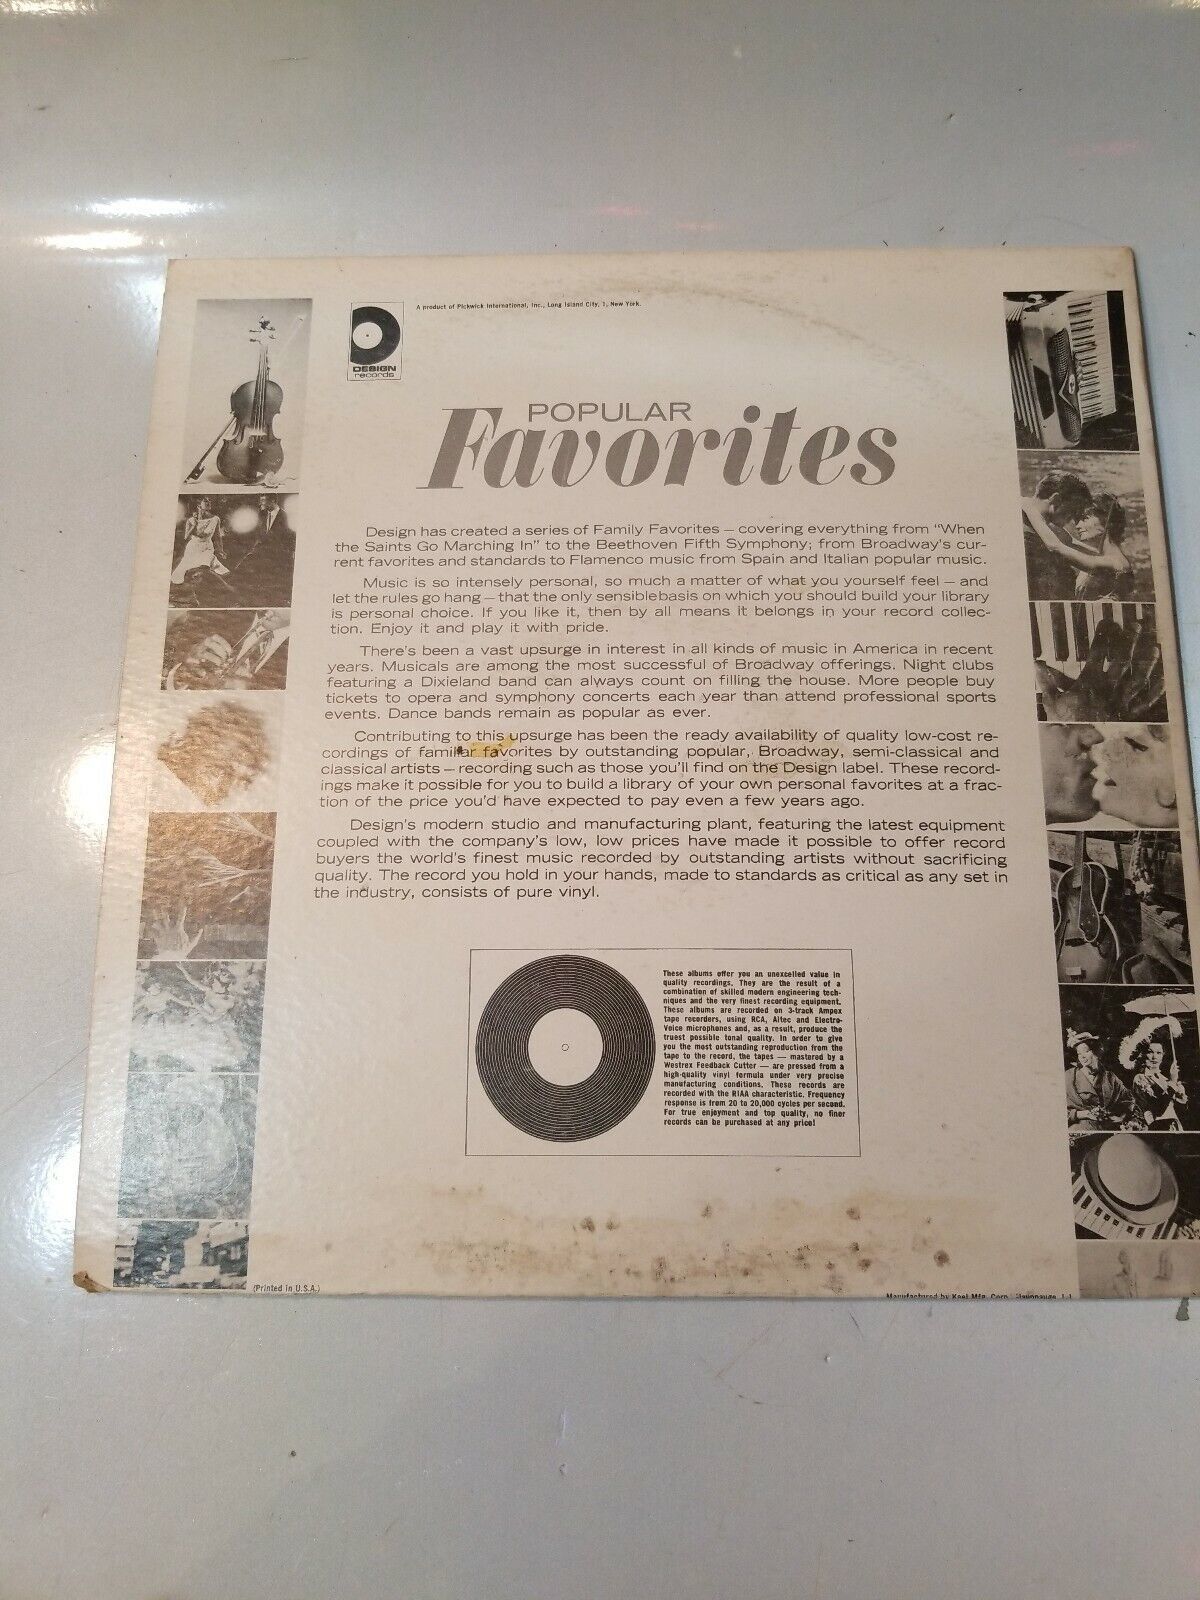 A product of Pickwick International, Inc., Long Island City, 1, New York.
DESIGN
records
POPULAR
Favorites
Design has created a series of Family Favorites — covering everything from "When
the Saints Go Marching In" to the Beethoven Fifth Symphony; from Broadway's cur-
rent favorites and standards to Flamenco music from Spain and Italian popular music.
Music is so intensely personal, so much a matter of what you yourself feel — and
let the rules go hang — that the only sensible basis on which you should build your library
is personal choice. If you like it, then by all means it belongs in your record collec-
tion. Enjoy it and play it with pride.
There's been a vast upsurge in interest in all kinds of music in America in recent
years. Musicals are among the most successful of Broadway offerings. Night clubs
featuring a Dixieland band can always count on filling the house. More people buy
tickets to opera and symphony concerts each year than attend professional sports
events. Dance bands remain as popular as ever.
Contributing to this upsurge has been the ready availability of quality low-cost re-
cordings of familiar favorites by outstanding popular, Broadway, semi-classical and
classical artists — recording such as those you'll find on the Design label. These record-
ings make it possible for you to build a library of your own personal favorites at a frac-
tion of the price you'd have expected to pay even a few years ago.
Design's modern studio and manufacturing plant, featuring the latest equipment
coupled with the company's low, low prices have made it possible to offer record
buyers the world's finest music recorded by outstanding artists without sacrificing
quality. The record you hold in your hands, made to standards as critical as any set in
the industry, consists of pure vinyl.
These albums offer you an unexcelled value in
quality recordings. They are the result of a
combination of skilled modern engineering tech-
niques and the very finest recording equipment.
These albums are recorded on 3-track Ampex
tape recorders, using RCA, Altec and Electro-
Voice microphones and, as a result, produce the
truest possible tonal quality. In order to give
you the most outstanding reproduction from the
tape to the record, the tapes — mastered by a
Westrex Feedback Cutter — are pressed from a
high-quality vinyl formula under very precise
manufacturing conditions. These records are
recorded with the RIAA characteristic. Frequency
response is from 20 to 20,000 cycles per second.
For true enjoyment and top quality, no finer
records can be purchased at any price!
(Printed in U.S.A.)
Manufactured by Keel Mfg. Corp.